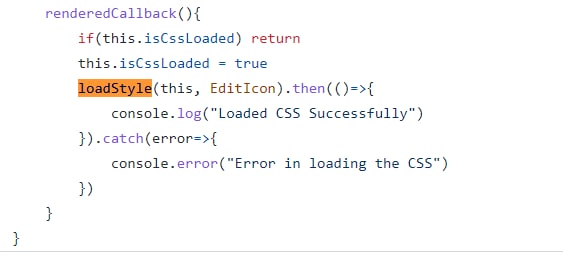 renderedCallback(){
if(this.isCssLoaded) return
this.isCssLoaded = true
loadStyle(this, EditIcon).then(()=>{
console.log("Loaded CSS Successfully")
}).catch(error=>{
console.error("Error in loading the CSS")
})
}
}